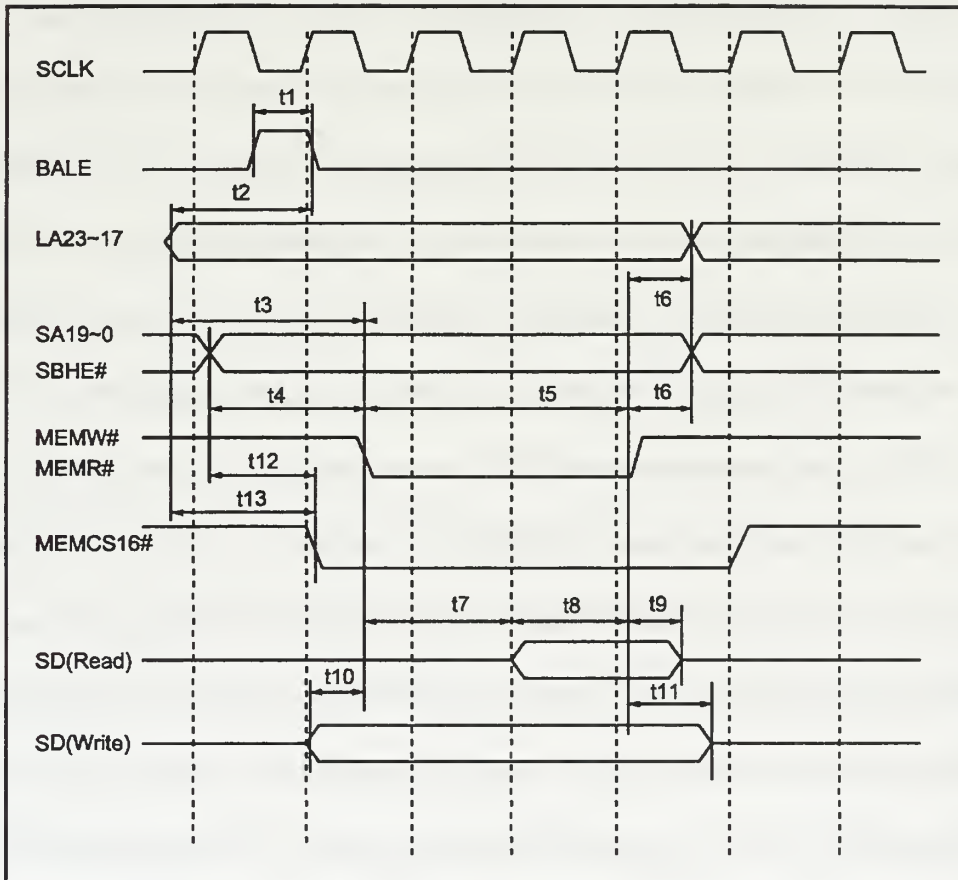 SCLK
t1
BALE
t2
LA23~17
t6
t3
SA19~0
SBHE#
t4 t5 t6
MEMW#
MEMR#
t12
t13
MEMCS16#
t7 t8 t9
SD(Read)
t10 t11
SD(Write)